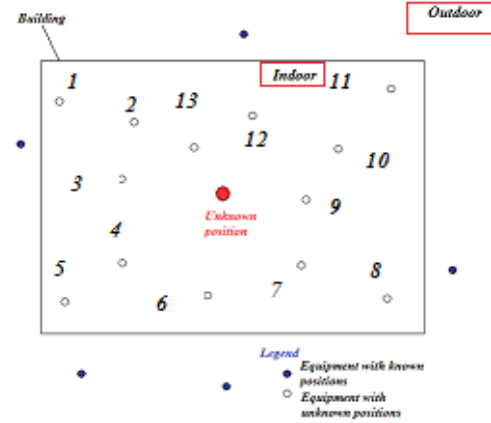 Building
Outdoor
Indoor
1
2
13
11
12
10
3
Unknown
position
9
4
5
6
7
8
Legend
Equipment with known
positions
Equipment with
unknown positions